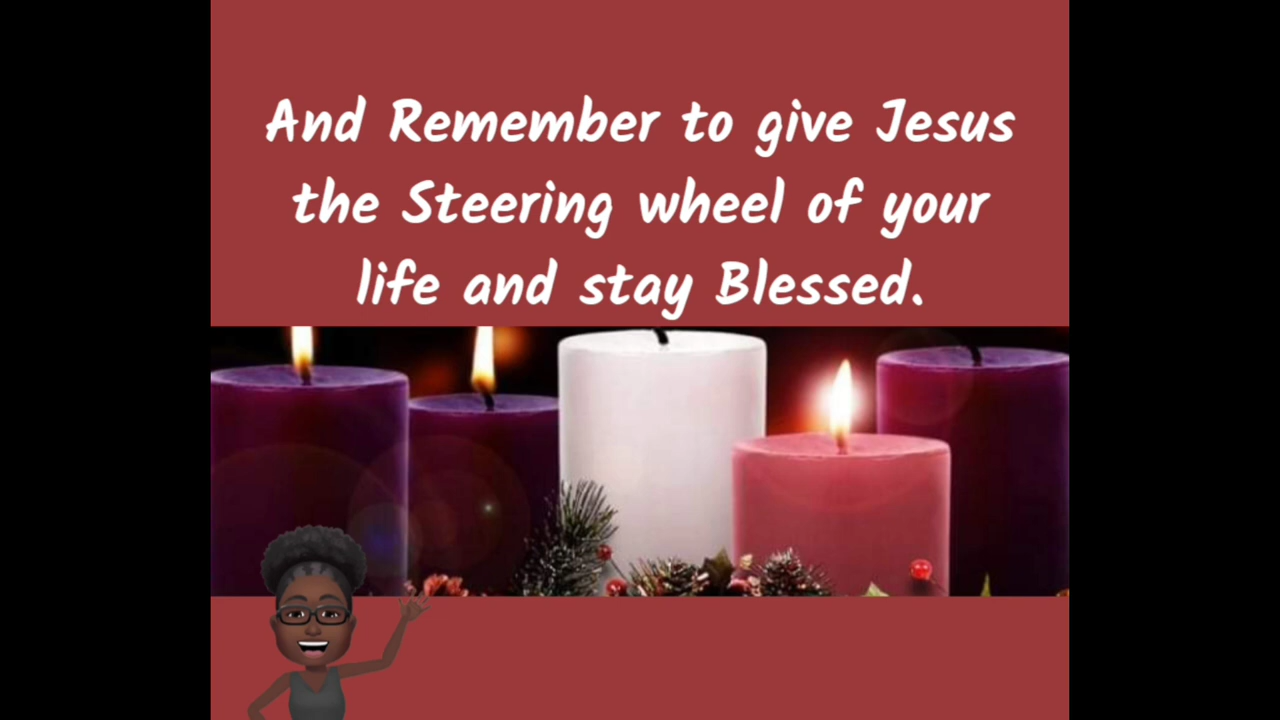 And Remember to give Jesus
the Steering wheel of your
life and stay Blessed.